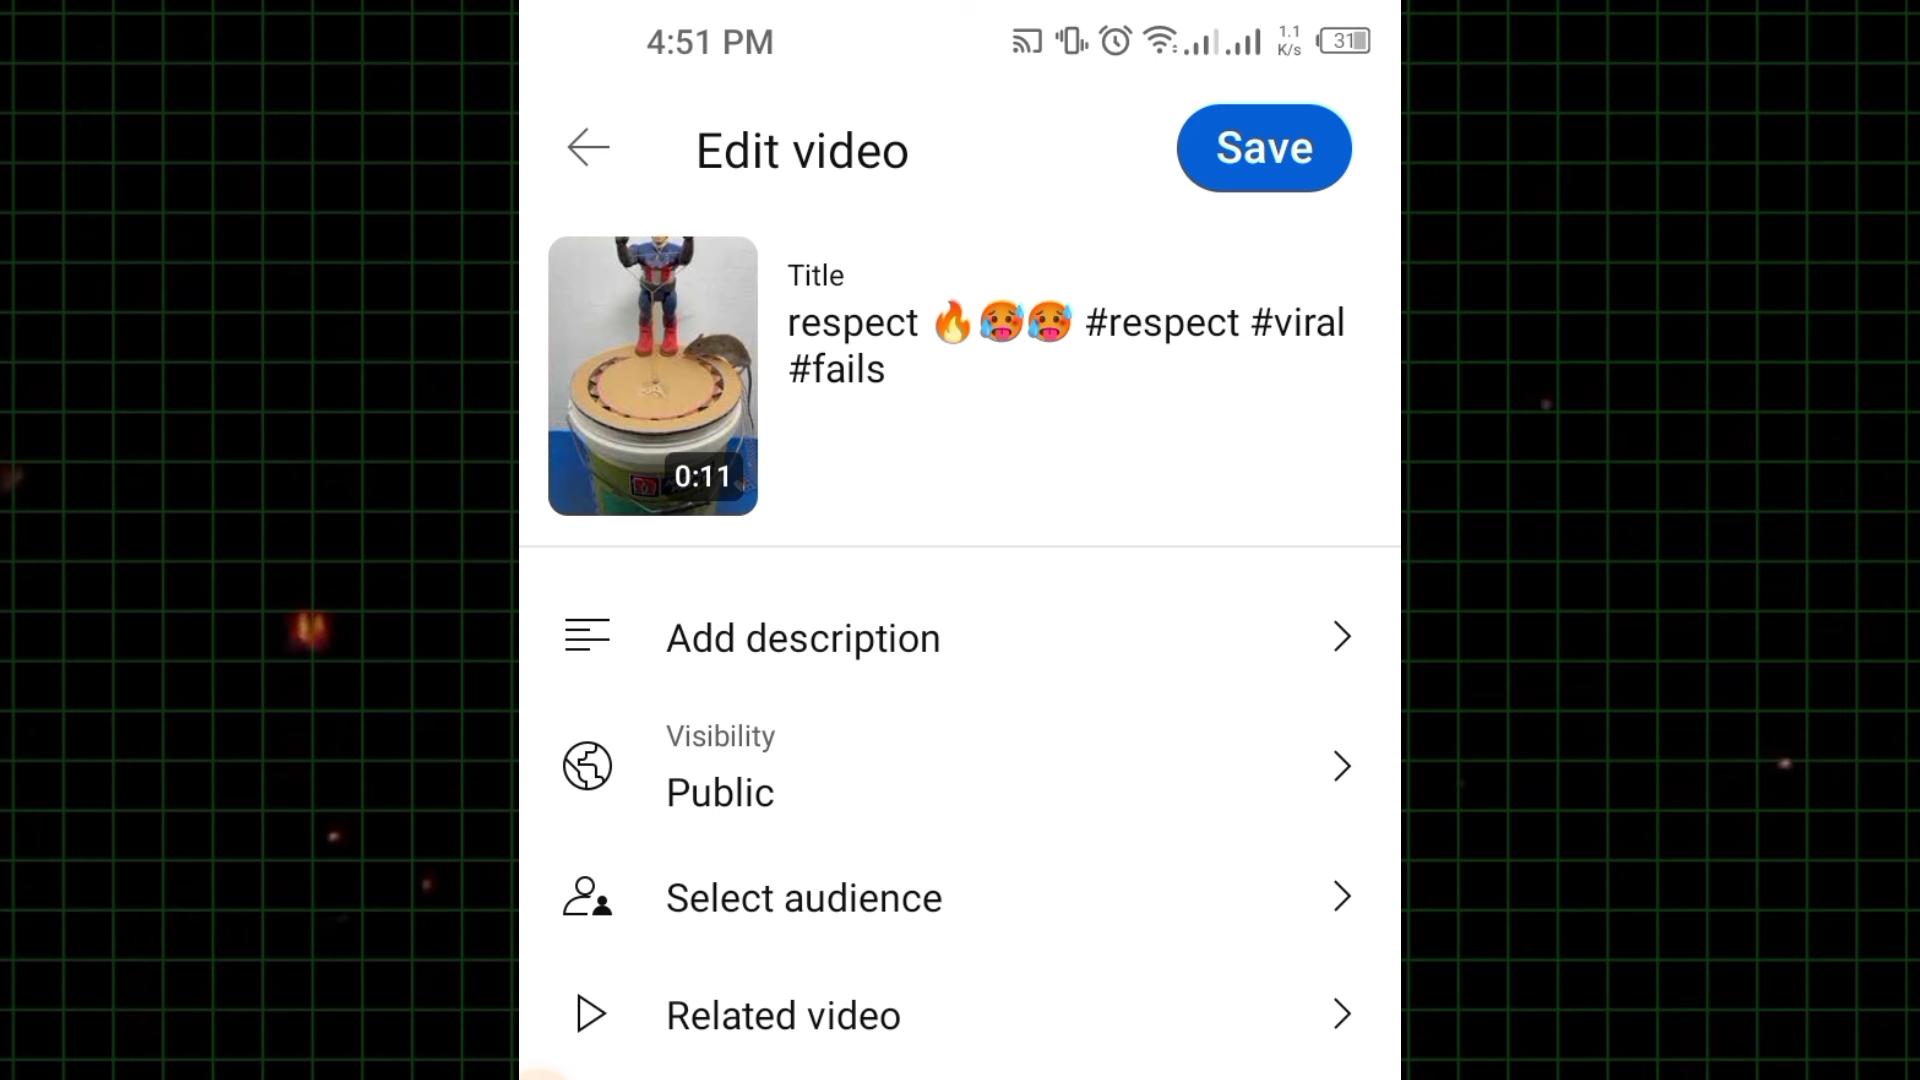 4:51 PM
1.1
K/s
31
Edit video
Save
Title
respect 🔥🥵🥵 #respect #viral
#fails
0:11
Add description
Visibility
Public
Select audience
Related video